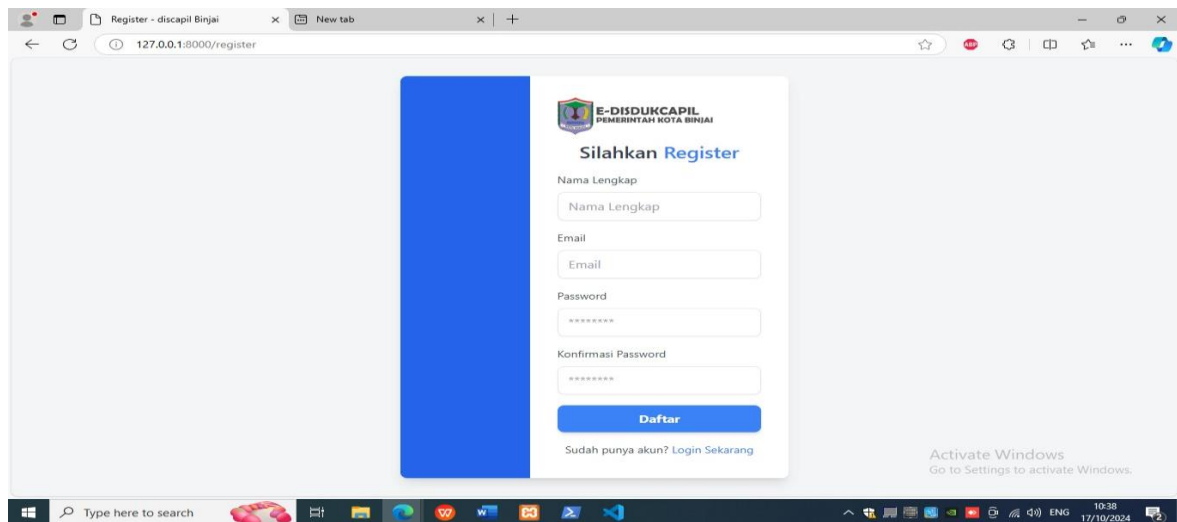 Register - discapil Binjai
New tab
127.0.0.1:8000/register
ABP
E-DISDUKCAPIL
PEMERINTAH KOTA BINJAI
Silahkan Register
Nama Lengkap
Nama Lengkap
Email
Email
Password
********
Konfirmasi Password
********
Daftar
Sudah punya akun? Login Sekarang
Activate Windows
Go to Settings to activate Windows.
Type here to search
ENG
10:38
17/10/2024
2